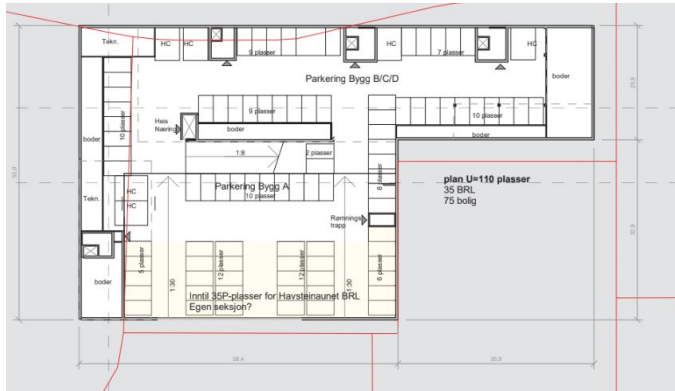 Tekn.
HC
HC
9 plasser
HC
7 plasser
HC
boder
Parkering Bygg B/C/D
boder
10 plasser
9 plasser
10 plasser
Heis
Næring
boder
boder
1:8
2 plasser
8 plasser
Tekn.
HC
HC
Parkering Bygg A
10 plasser
Rømnings
trapp
plan U=110 plasser
35 BRL
75 bolig
boder
5 plasser
1:30
12 plasser
12 plasser
1:30
6 plasser
Inntil 35P-plasser for Havsteinaunet BRL
Egen seksjon?